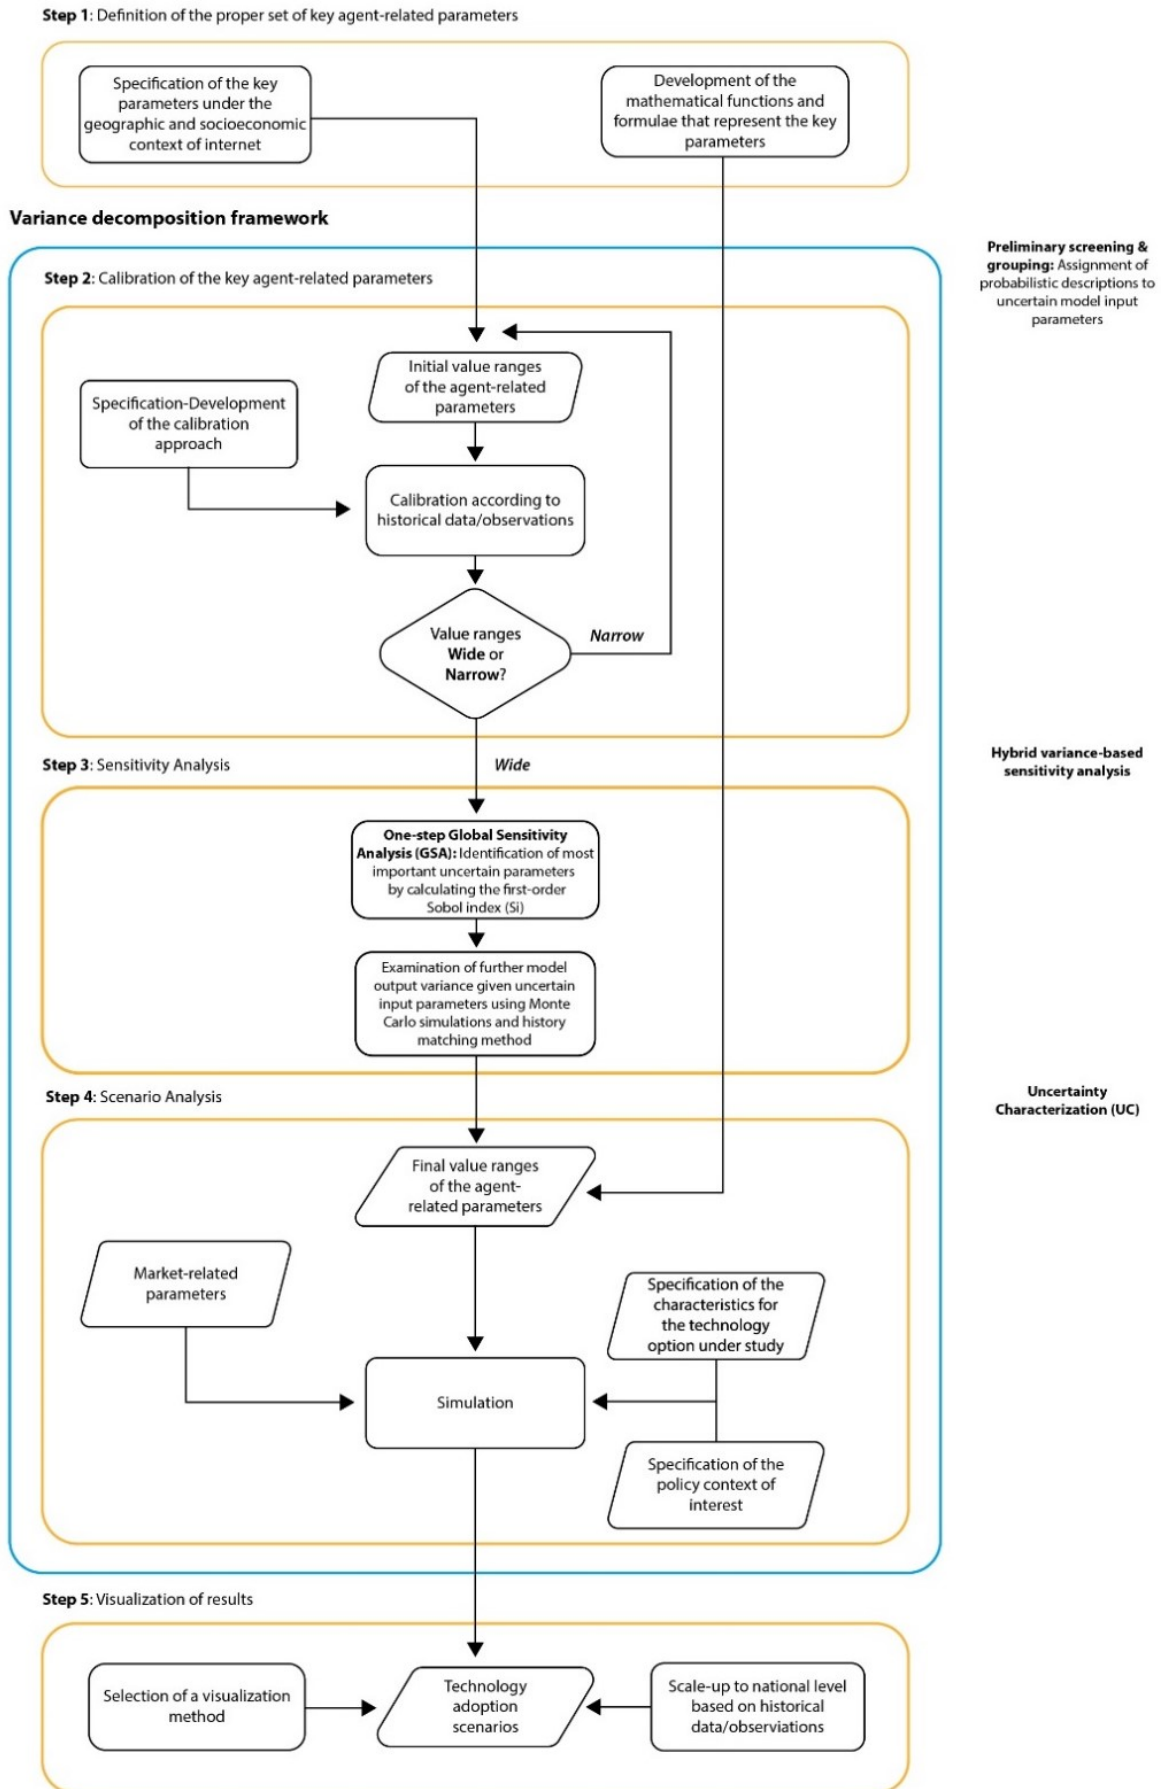 Step 1: Definition of the proper set of key agent-related parameters
Specification of the key
parameters under the
geographic and socioeconomic
context of internet
Development of the
mathematical functions and
formulae that represent the key
parameters
Variance decomposition framework
Preliminary screening &
grouping: Assignment of
probabilistic descriptions to
uncertain model input
parameters
Step 2: Calibration of the key agent-related parameters
Initial value ranges
of the agent-related
parameters
Specification-Development
of the calibration
approach
Calibration according to
historical data/observations
Value ranges
Wide or
Narrow?
Narrow
Hybrid variance-based
sensitivity analysis
Step 3: Sensitivity Analysis
Wide
One-step Global Sensitivity
Analysis (GSA): Identification of most
important uncertain parameters
by calculating the first-order
Sobol index (Si)
Examination of further model
output variance given uncertain
input parameters using Monte
Carlo simulations and history
matching method
Uncertainty
Characterization (UC)
Step 4: Scenario Analysis
Final value ranges
of the agent-
related parameters
Market-related
parameters
Specification of the
characteristics for
the technology
option under study
Simulation
Specification of the
policy context of
interest
Step 5: Visualization of results
Selection of a visualization
method
Technology
adoption
scenarios
Scale-up to national level
based on historical
data/observiations